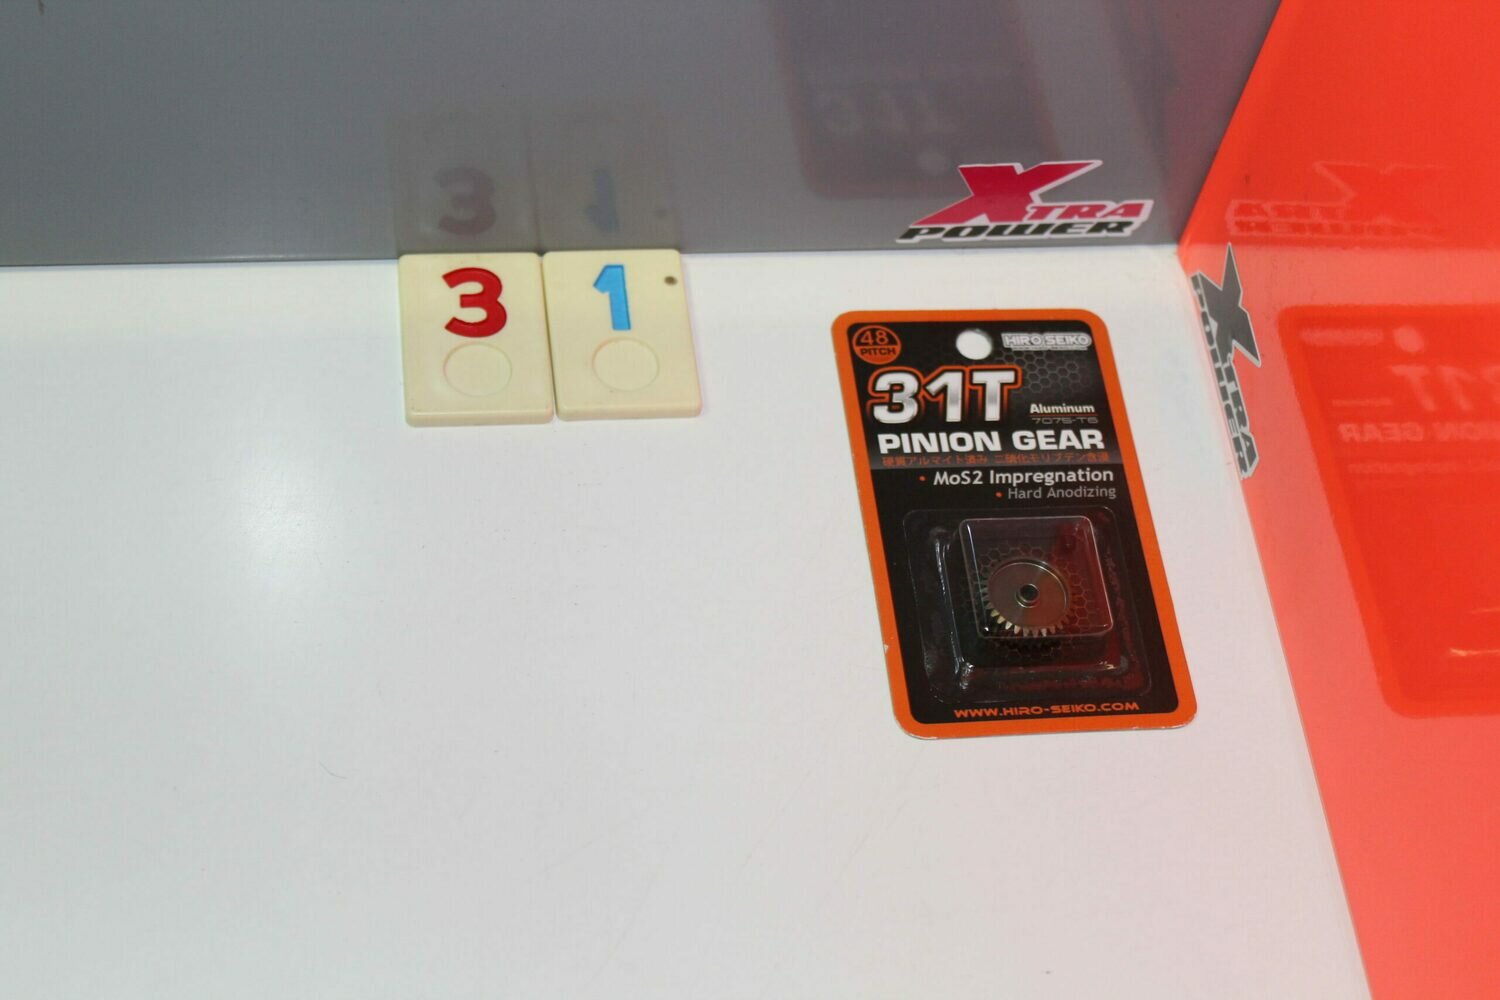 XTRA
POWER
3 1
48
PITCH
HIRO SEIKO
31T
Aluminum
7075-T6
PINION GEAR
硬質アルマイト済み 二硫化モリブデン含浸
• MoS2 Impregnation
• Hard Anodizing
WWW.HIRO-SEIKO.COM